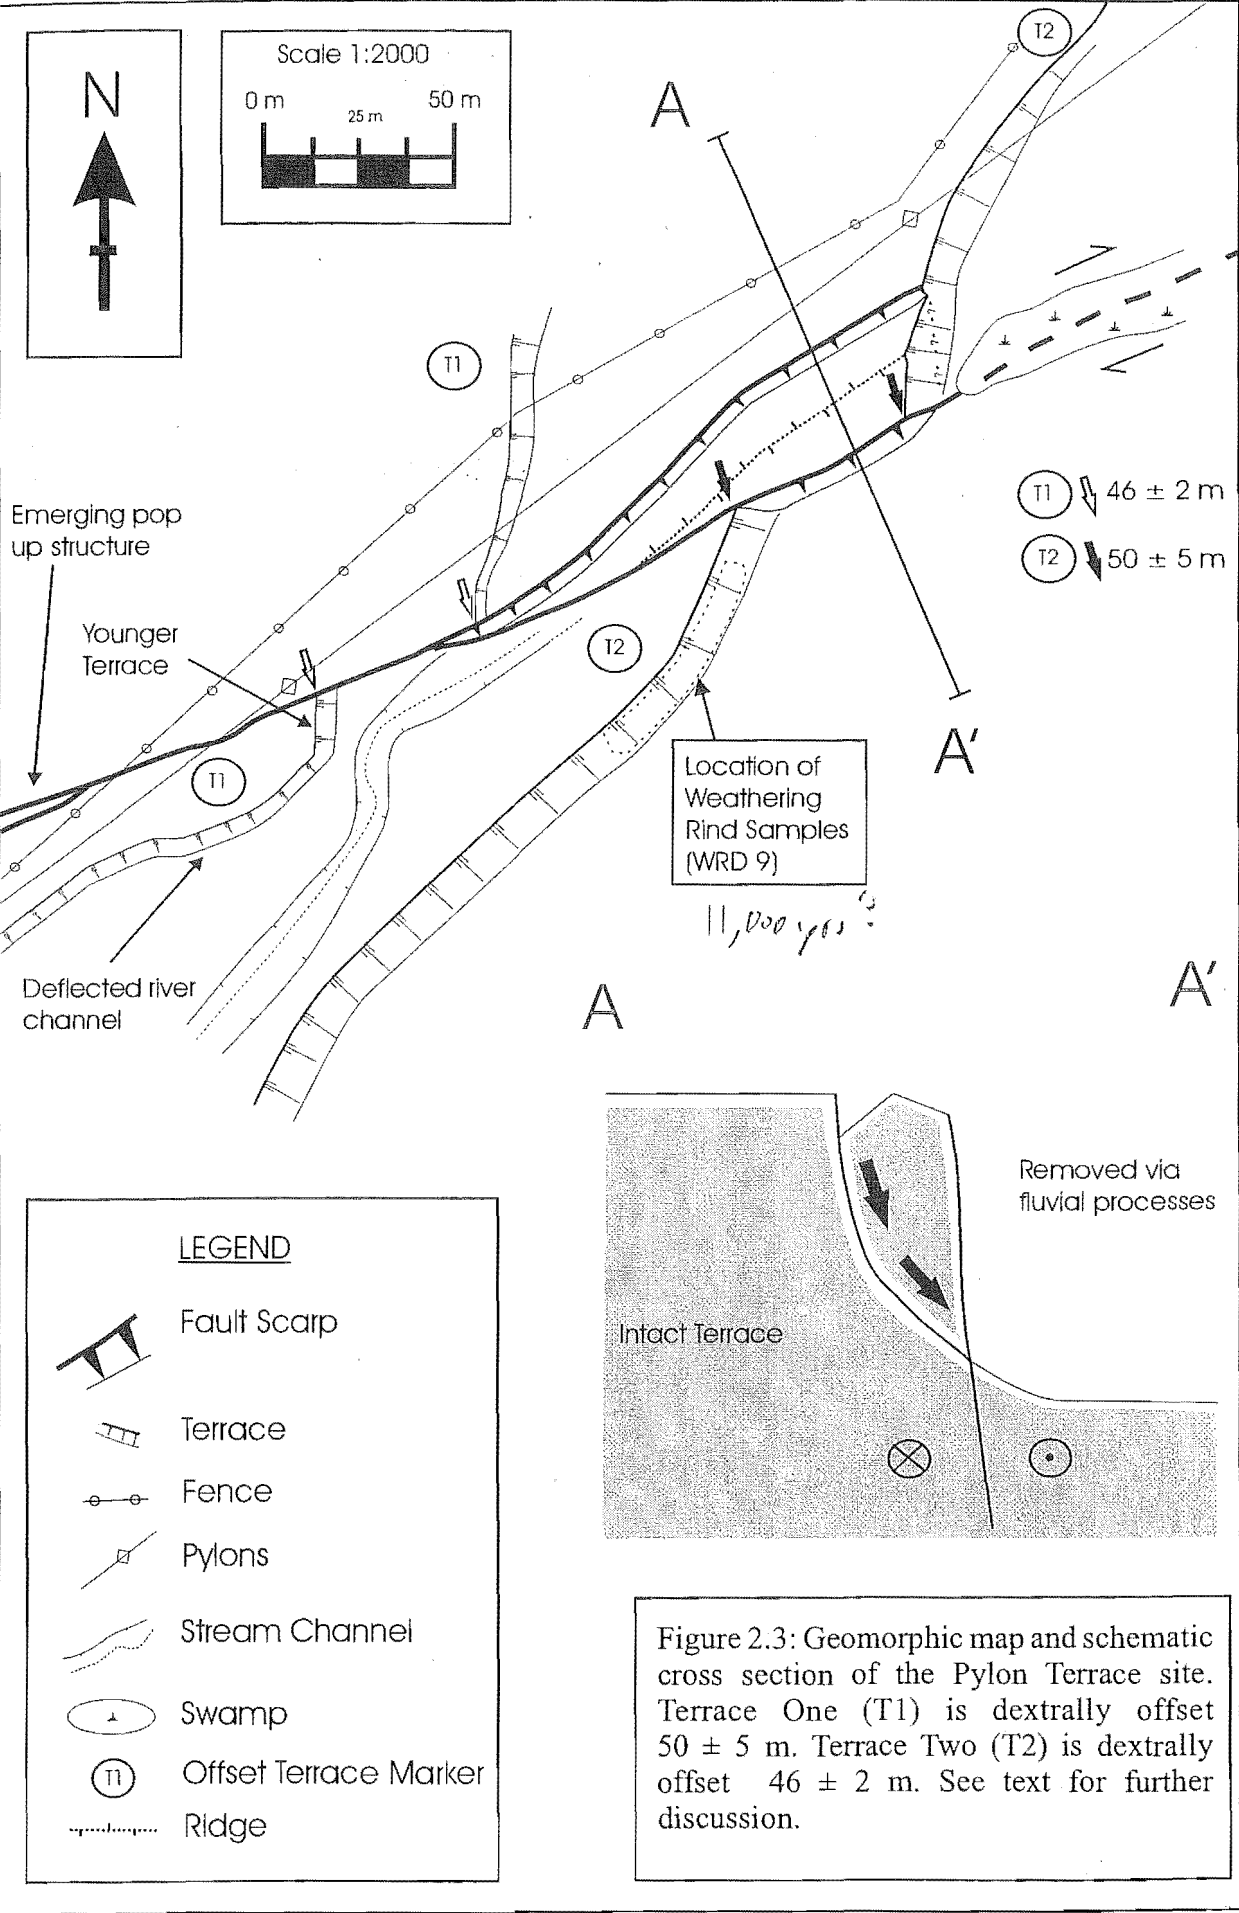 N
Scale 1:2000
0 m
25 m
50 m
T2
A
T1
T1 46 ± 2 m
T2 50 ± 5 m
Emerging pop
up structure
Younger
Terrace
T2
T1
A'
Location of
Weathering
Rind Samples
(WRD 9)
11,000 yrs?
Deflected river
channel
A
A'
Removed via
fluvial processes
Intact Terrace
LEGEND
Fault Scarp
Terrace
Fence
Pylons
Stream Channel
Swamp
T1 Offset Terrace Marker
Ridge
Figure 2.3: Geomorphic map and schematic
cross section of the Pylon Terrace site.
Terrace One (T1) is dextrally offset
50 ± 5 m. Terrace Two (T2) is dextrally
offset 46 ± 2 m. See text for further
discussion.